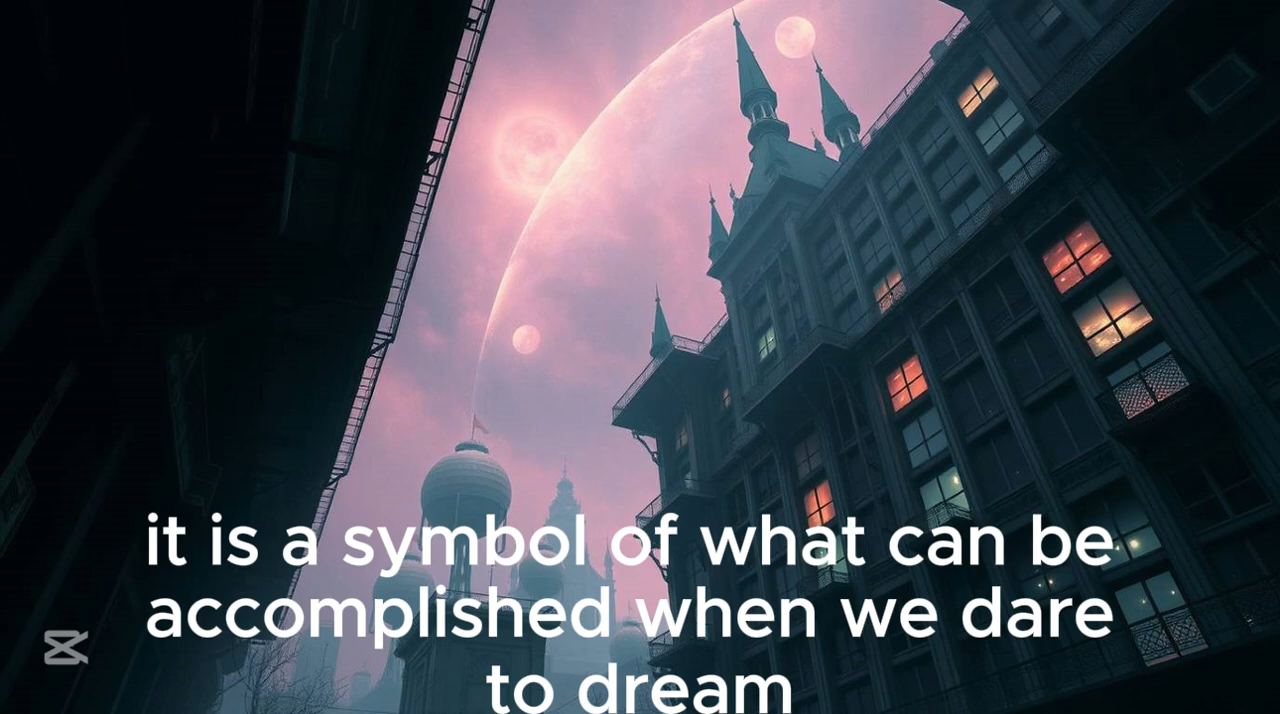 it is a symbol of what can be
accomplished when we dare
to dream